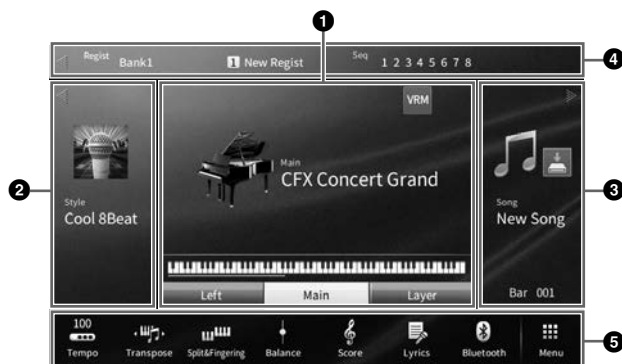 1
Regist
Bank1
1 New Regist
Seq
1 2 3 4 5 6 7 8
4
VRM
2
Style
Cool 8Beat
Main
CFX Concert Grand
Song
New Song
3
Left
Main
Layer
Bar 001
100
Tempo
Transpose
Split&Fingering
Balance
Score
Lyrics
Bluetooth
Menu
5